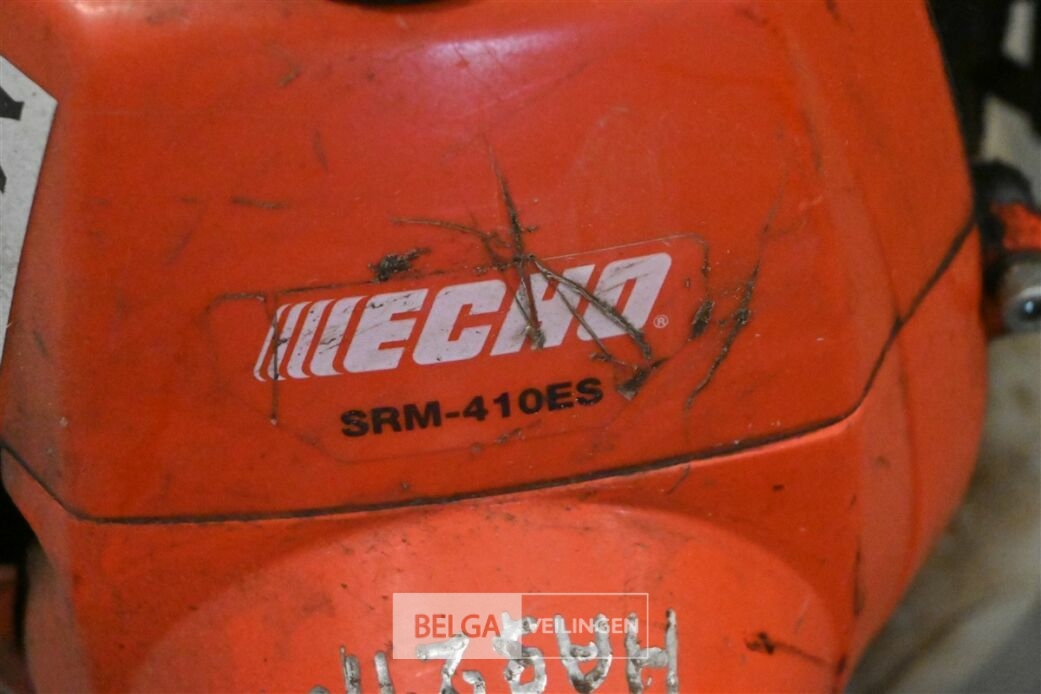 ECHO®
SRM-410ES
BELGA VEILINGEN